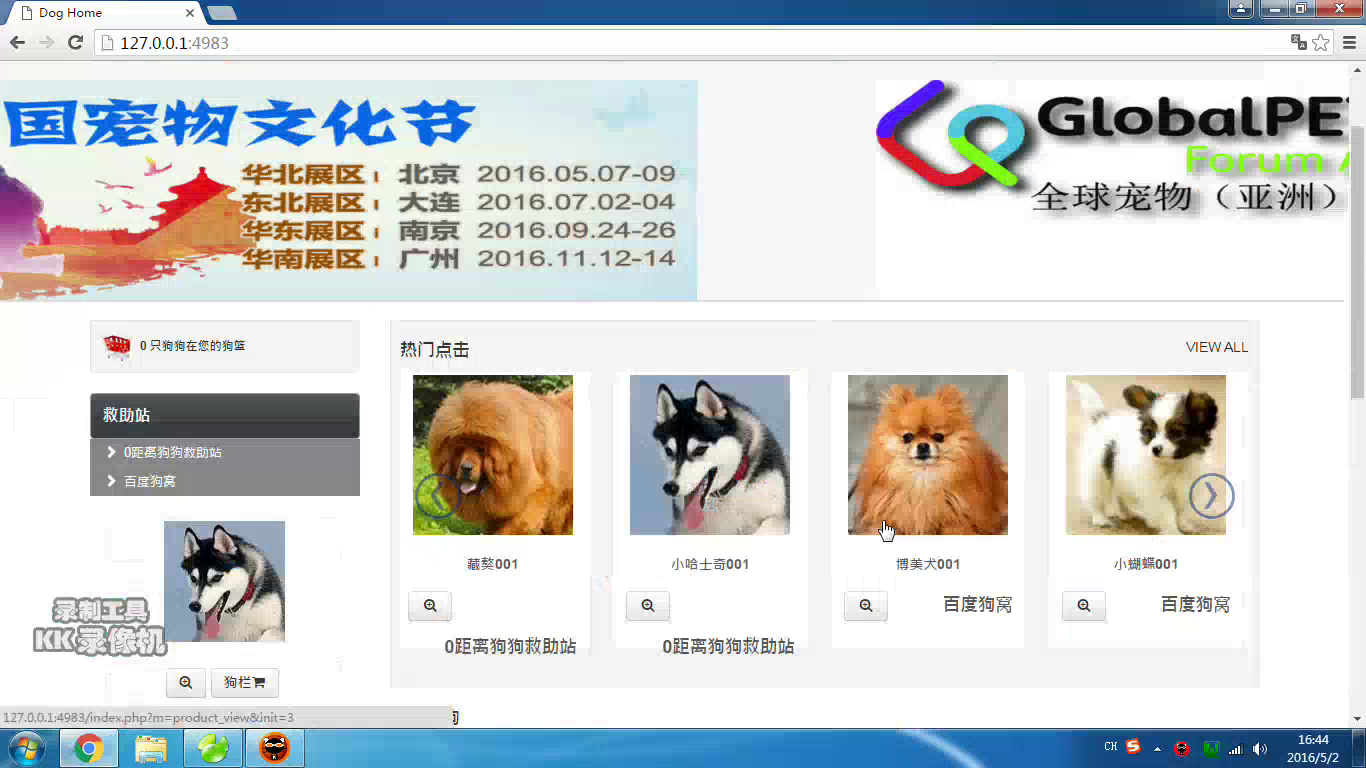 Dog Home
127.0.0.1:4983
国宠物文化节
华北展区： 北京 2016.05.07-09
东北展区： 大连 2016.07.02-04
华东展区： 南京 2016.09.24-26
华南展区： 广州 2016.11.12-14
GlobalPE
Forum
全球宠物（亚洲）
0 只狗狗在您的狗篮
救助站
0距离狗狗救助站
百度狗窝
狗栏
热门点击
VIEW ALL
藏獒001
小哈士奇001
博美犬001
小蝴蝶001
0距离狗狗救助站
0距离狗狗救助站
百度狗窝
百度狗窝
录制工具
KK录像机
127.0.0.1:4983/index.php?m=product_view&init=3
CH
16:44
2016/5/2